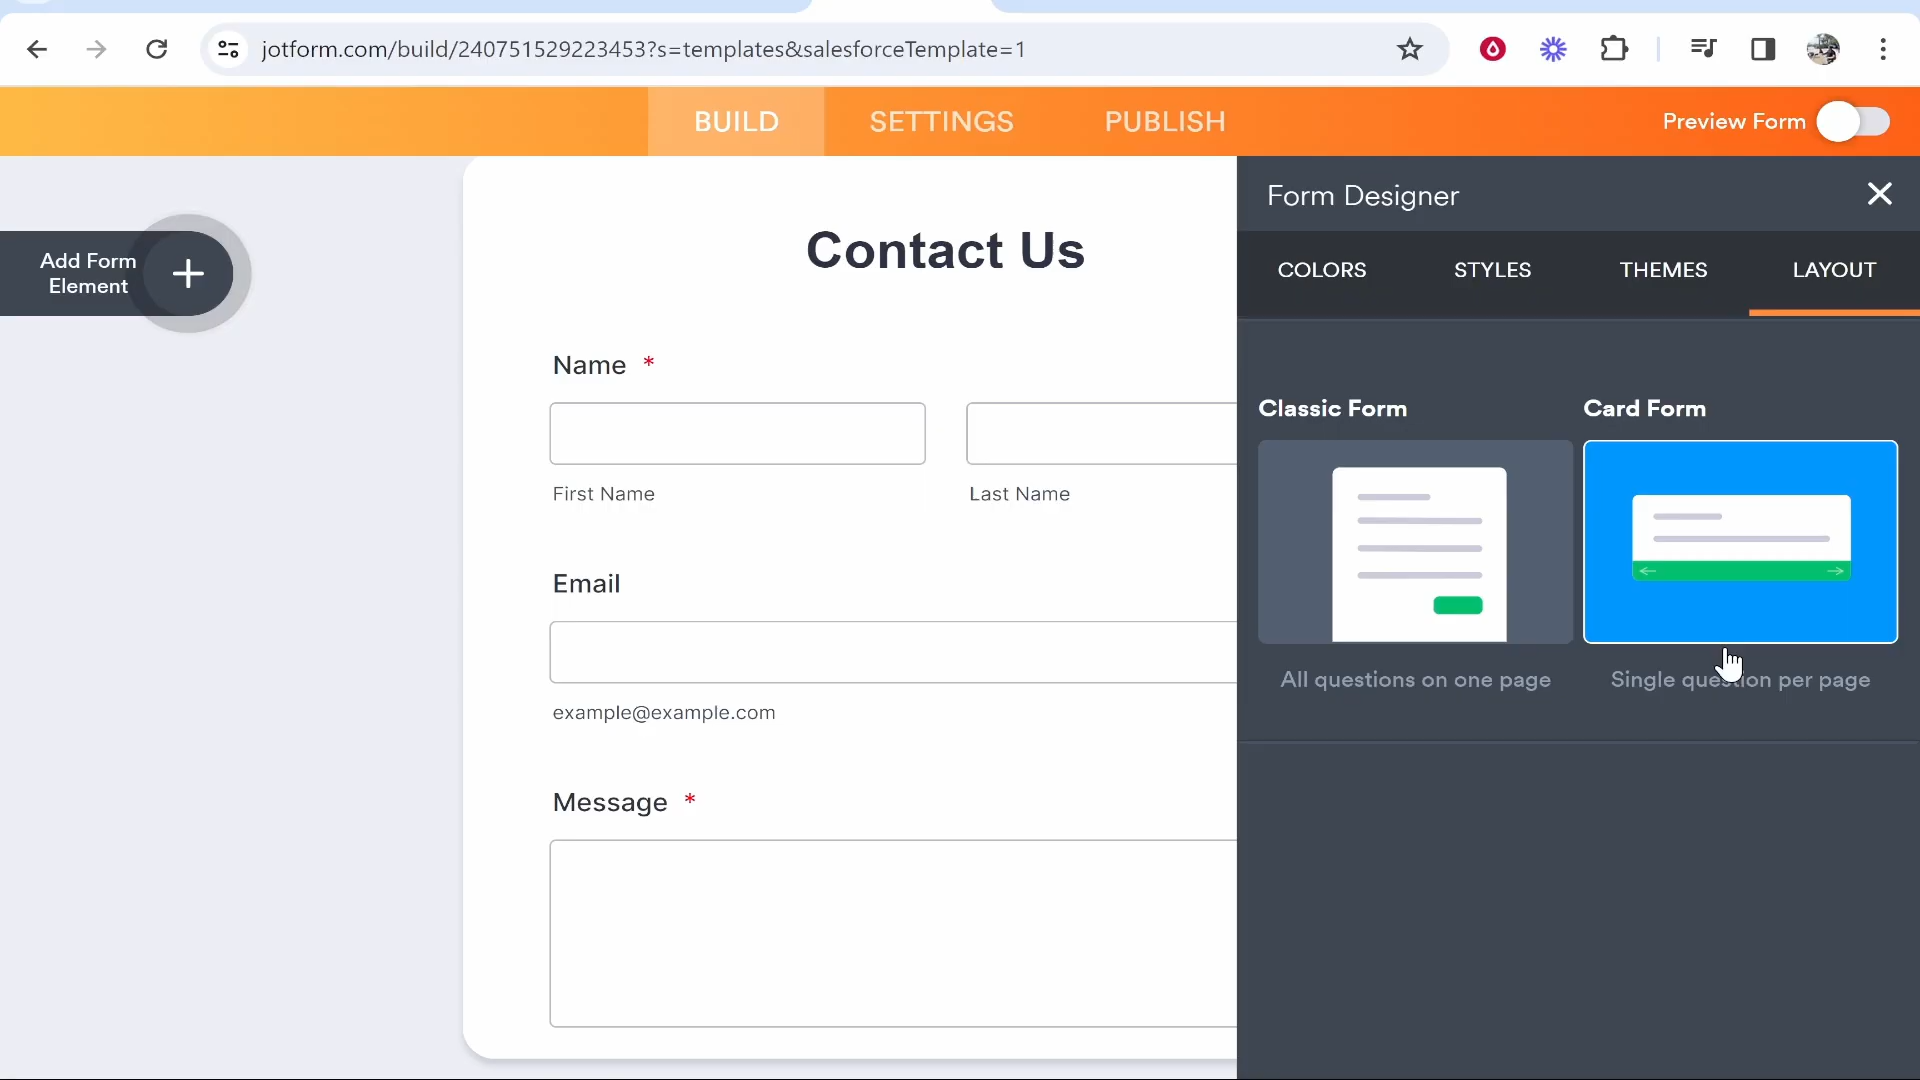 jotform.com/build/240751529223453?s=templates&salesforceTemplate=1
BUILD
SETTINGS
PUBLISH
Preview Form
Add Form
Element
Contact Us
Name *
First Name
Last Name
Email
example@example.com
Message *
Form Designer
COLORS
STYLES
THEMES
LAYOUT
Classic Form
Card Form
All questions on one page
Single question per page